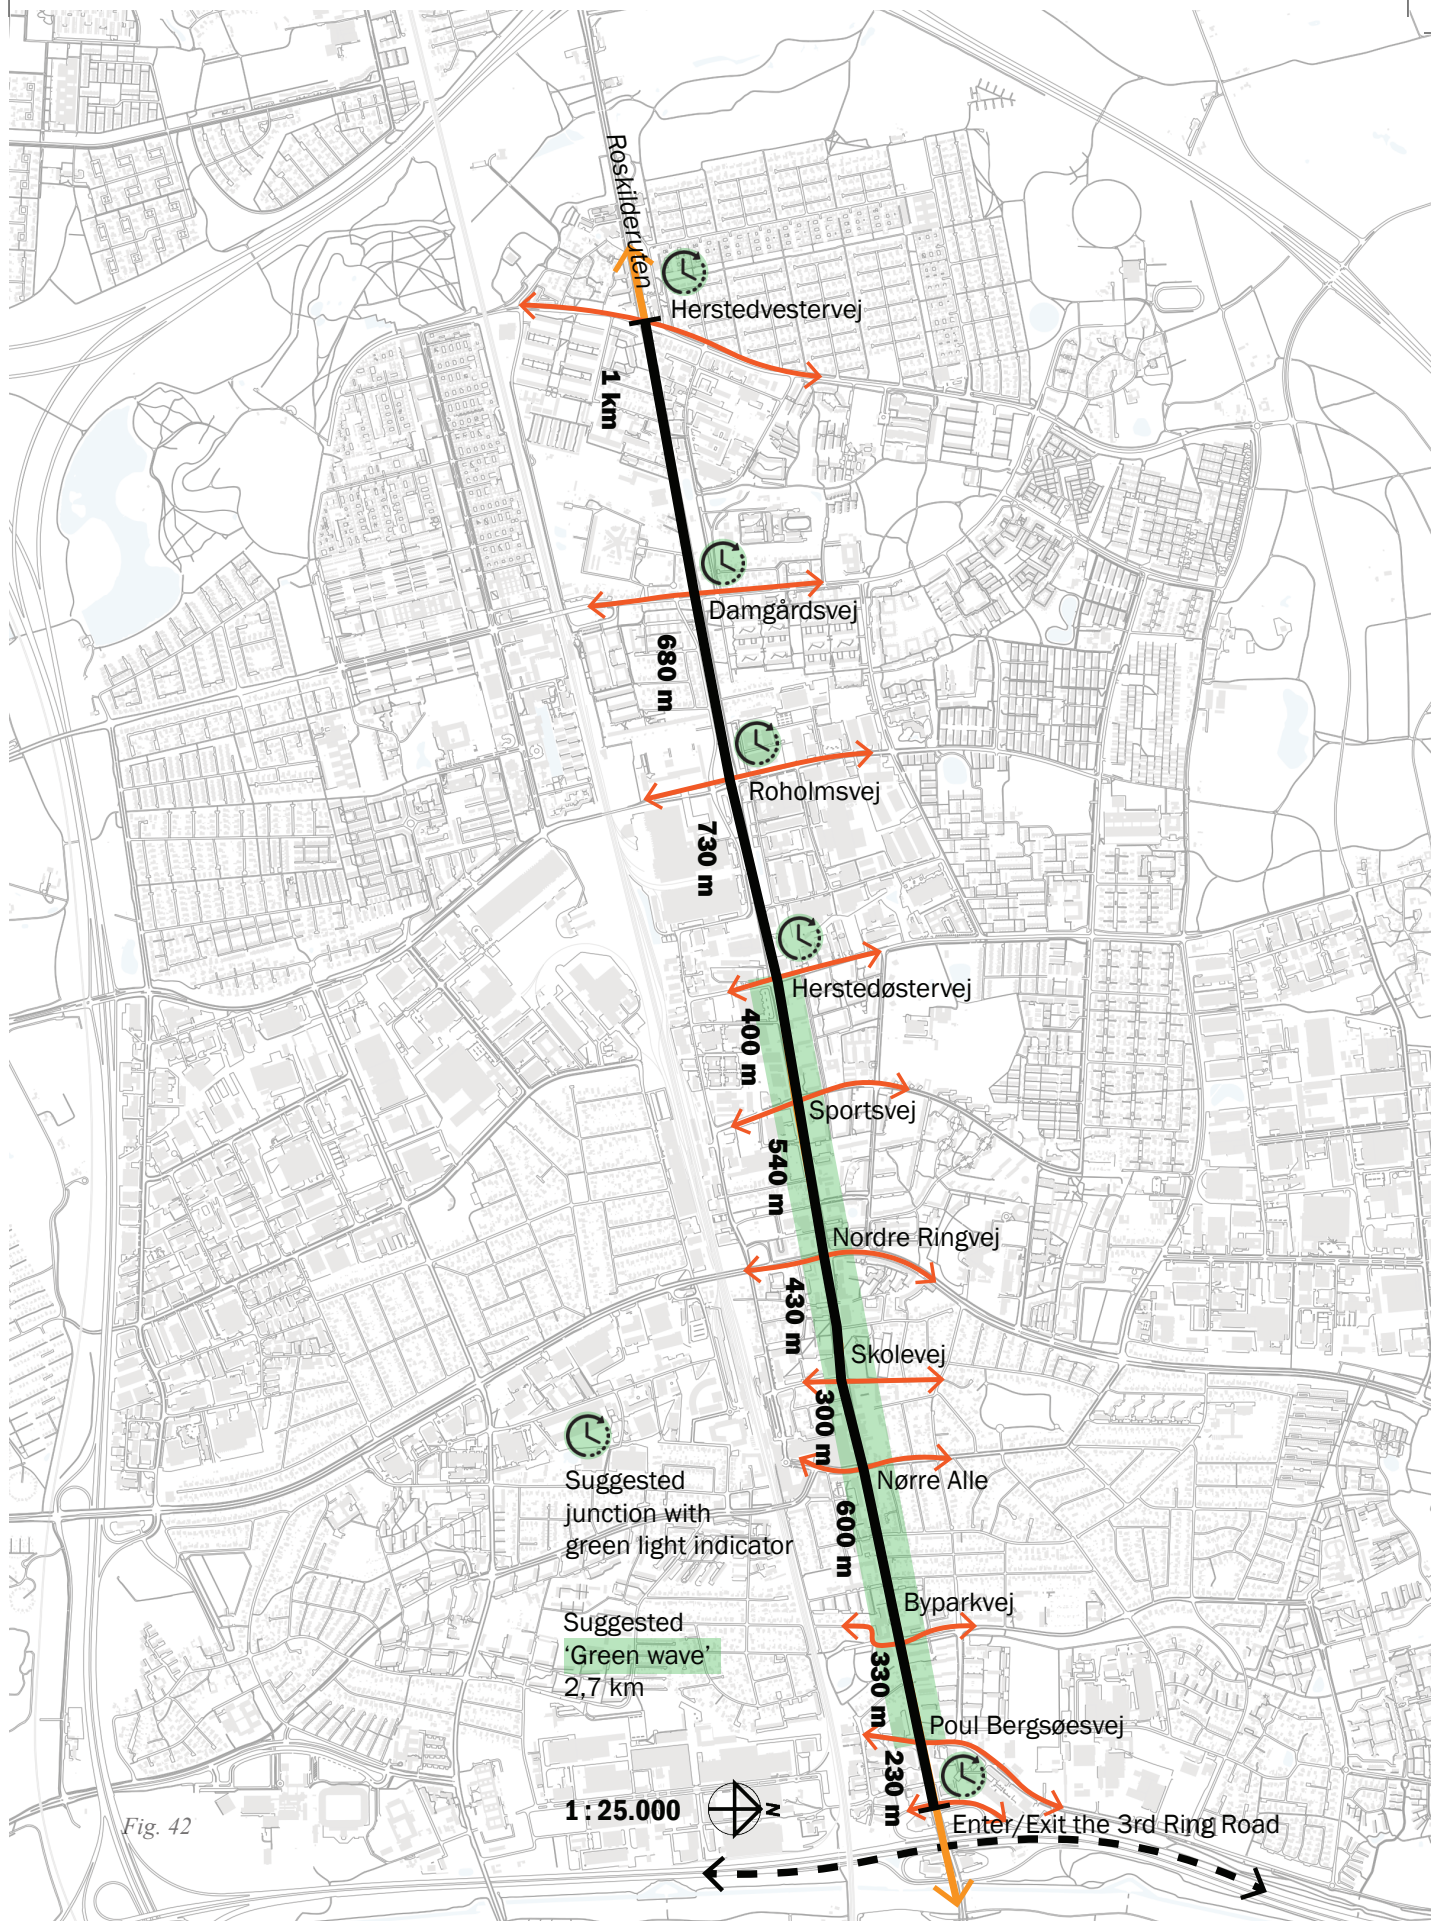 Roskilderuten
Herstedvestervej
1 km
Damgårdsvej
680 m
Roholmsvej
730 m
Herstedøstervej
400 m
Sportsvej
540 m
Nordre Ringvej
430 m
Skolevej
300 m
Nørre Alle
600 m
Byparkvej
330 m
Poul Bergsøesvej
230 m
Enter/Exit the 3rd Ring Road
Suggested
junction with
green light indicator
Suggested
'Green wave'
2,7 km
1 : 25.000
N
Fig. 42